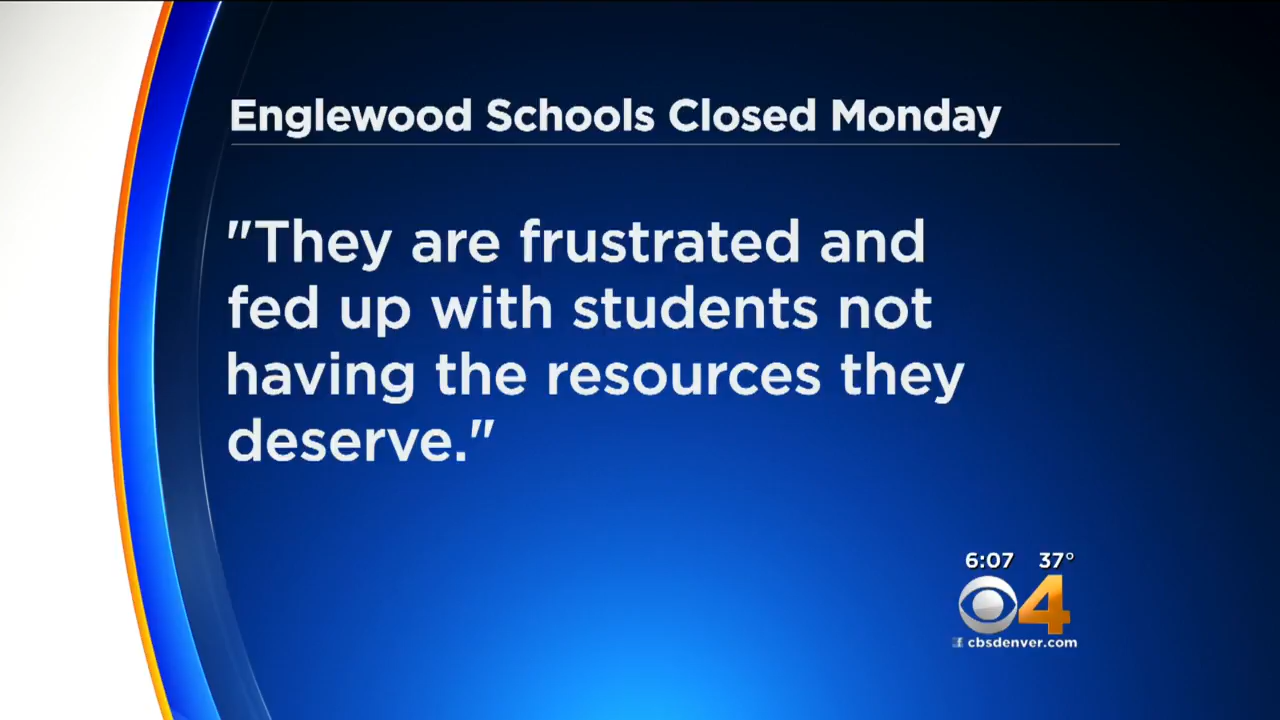 Englewood Schools Closed Monday
"They are frustrated and
fed up with students not
having the resources they
deserve."
6:07 37°
4
f cbsdenver.com